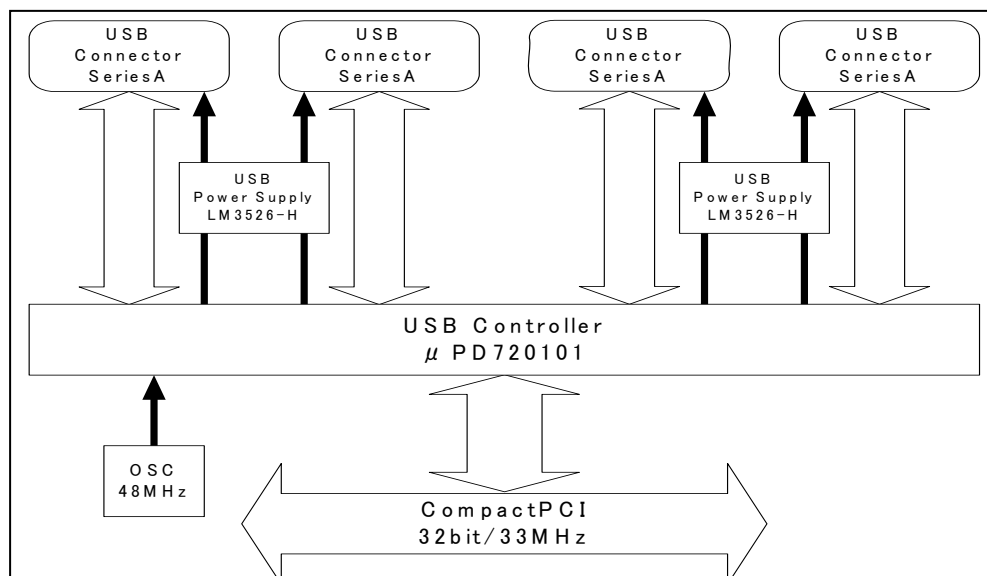 USB
Connector
SeriesA
USB
Connector
SeriesA
USB
Connector
SeriesA
USB
Connector
SeriesA
USB
Power Supply
LM3526-H
USB
Power Supply
LM3526-H
USB Controller
μ PD720101
OSC
48MHz
CompactPCI
32bit/33MHz